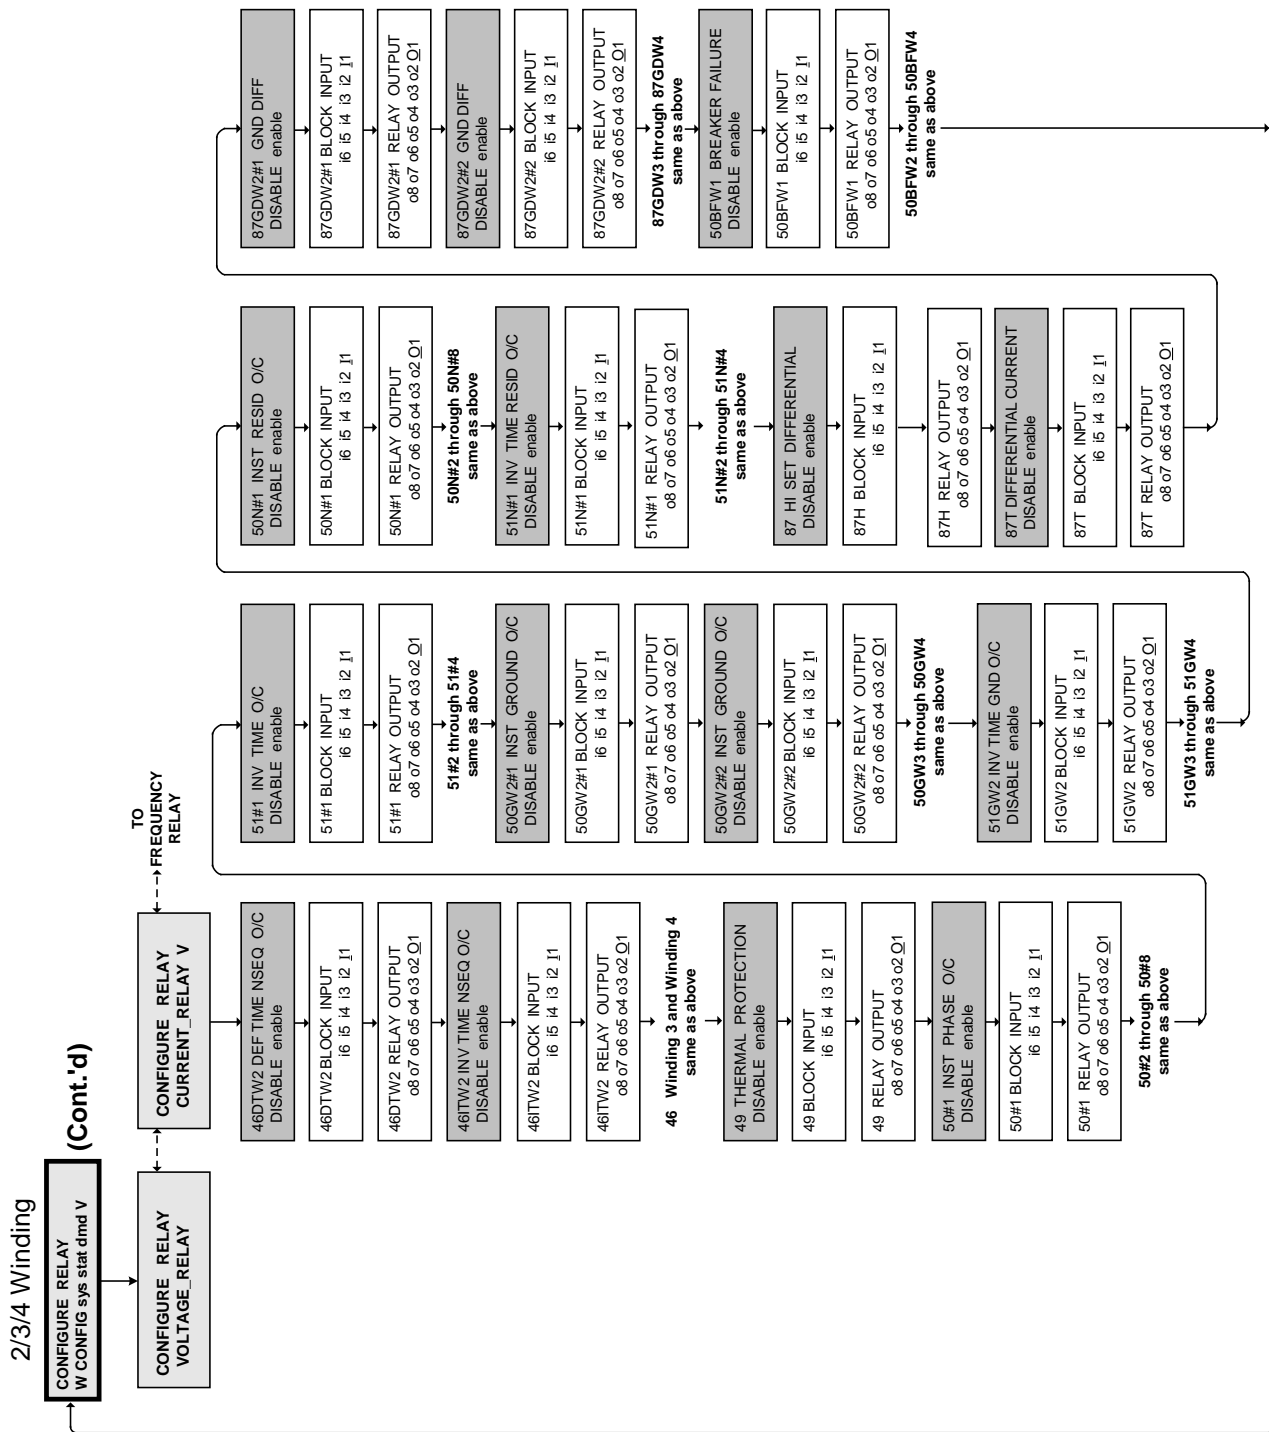 2/3/4 Winding
CONFIGURE RELAY
W CONFIG sys stat dmd V
(Cont.'d)
CONFIGURE RELAY
VOLTAGE_RELAY
CONFIGURE RELAY
CURRENT_RELAY V
TO
FREQUENCY
RELAY
46DTW2 DEF TIME NSEQ O/C
DISABLE enable
46DTW2 BLOCK INPUT
i6 i5 i4 i3 i2 I1
46DTW2 RELAY OUTPUT
o8 o7 o6 o5 o4 o3 o2 O1
46ITW2 INV TIME NSEQ O/C
DISABLE enable
46ITW2 BLOCK INPUT
i6 i5 i4 i3 i2 I1
46ITW2 RELAY OUTPUT
o8 o7 o6 o5 o4 o3 o2 O1
46 Winding 3 and Winding 4
same as above
49 THERMAL PROTECTION
DISABLE enable
49 BLOCK INPUT
i6 i5 i4 i3 i2 I1
49 RELAY OUTPUT
o8 o7 o6 o5 o4 o3 o2 O1
50#1 INST PHASE O/C
DISABLE enable
50#1 BLOCK INPUT
i6 i5 i4 i3 i2 I1
50#1 RELAY OUTPUT
o8 o7 o6 o5 o4 o3 o2 O1
50#2 through 50#8
same as above
51#1 INV TIME O/C
DISABLE enable
51#1 BLOCK INPUT
i6 i5 i4 i3 i2 I1
51#1 RELAY OUTPUT
o8 o7 o6 o5 o4 o3 o2 O1
51#2 through 51#4
same as above
50GW2#1 INST GROUND O/C
DISABLE enable
50GW2#1 BLOCK INPUT
i6 i5 i4 i3 i2 I1
50GW2#1 RELAY OUTPUT
o8 o7 o6 o5 o4 o3 o2 O1
50GW2#2 INST GROUND O/C
DISABLE enable
50GW2#2 BLOCK INPUT
i6 i5 i4 i3 i2 I1
50GW2#2 RELAY OUTPUT
o8 o7 o6 o5 o4 o3 o2 O1
50GW3 through 50GW4
same as above
51GW2 INV TIME GND O/C
DISABLE enable
51GW2 BLOCK INPUT
i6 i5 i4 i3 i2 I1
51GW2 RELAY OUTPUT
o8 o7 o6 o5 o4 o3 o2 O1
51GW3 through 51GW4
same as above
50N#1 INST RESID O/C
DISABLE enable
50N#1 BLOCK INPUT
i6 i5 i4 i3 i2 I1
50N#1 RELAY OUTPUT
o8 o7 o6 o5 o4 o3 o2 O1
50N#2 through 50N#8
same as above
51N#1 INV TIME RESID O/C
DISABLE enable
51N#1 BLOCK INPUT
i6 i5 i4 i3 i2 I1
51N#1 RELAY OUTPUT
o8 o7 o6 o5 o4 o3 o2 O1
51N#2 through 51N#4
same as above
87 HI SET DIFFERENTIAL
DISABLE enable
87H BLOCK INPUT
i6 i5 i4 i3 i2 I1
87H RELAY OUTPUT
o8 o7 o6 o5 o4 o3 o2 O1
87T DIFFERENTIAL CURRENT
DISABLE enable
87T BLOCK INPUT
i6 i5 i4 i3 i2 I1
87T RELAY OUTPUT
o8 o7 o6 o5 o4 o3 o2 O1
87GDW2#1 GND DIFF
DISABLE enable
87GDW2#1 BLOCK INPUT
i6 i5 i4 i3 i2 I1
87GDW2#1 RELAY OUTPUT
o8 o7 o6 o5 o4 o3 o2 O1
87GDW2#2 GND DIFF
DISABLE enable
87GDW2#2 BLOCK INPUT
i6 i5 i4 i3 i2 I1
87GDW2#2 RELAY OUTPUT
o8 o7 o6 o5 o4 o3 o2 O1
87GDW3 through 87GDW4
same as above
50BFW1 BREAKER FAILURE
DISABLE enable
50BFW1 BLOCK INPUT
i6 i5 i4 i3 i2 I1
50BFW1 RELAY OUTPUT
o8 o7 o6 o5 o4 o3 o2 O1
50BFW2 through 50BFW4
same as above